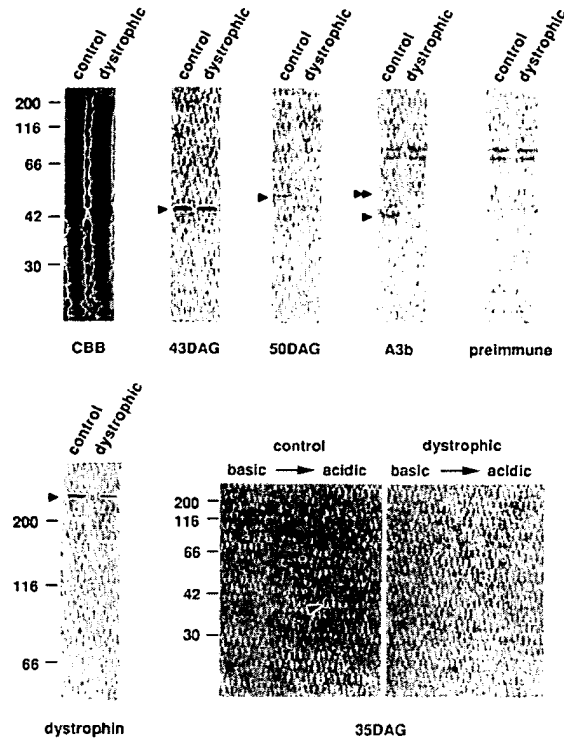 control dystrophic control dystrophic control dystrophic control dystrophic control dystrophic
200
116
66
42
30
CBB 43DAG 50DAG A3b preimmune
control dystrophic
control dystrophic
basic acidic basic acidic
200
116
66
200
116
66
42
30
dystrophin 35DAG